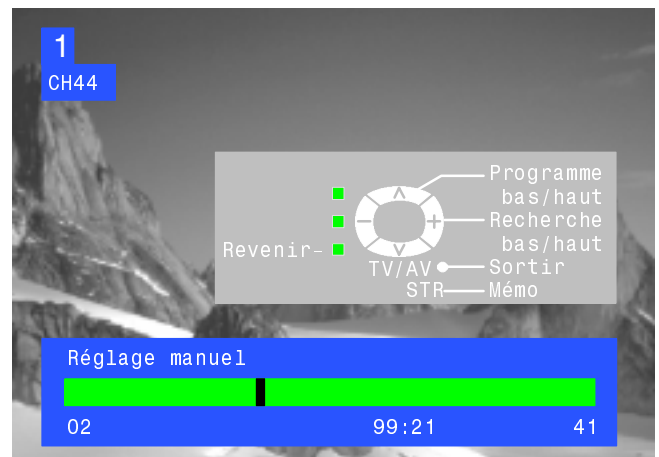 1
CH44
Programme
bas/haut
Recherche
bas/haut
Revenir-
TV/AV
Sortir
STR
Mémo
Réglage manuel
02 99:21 41